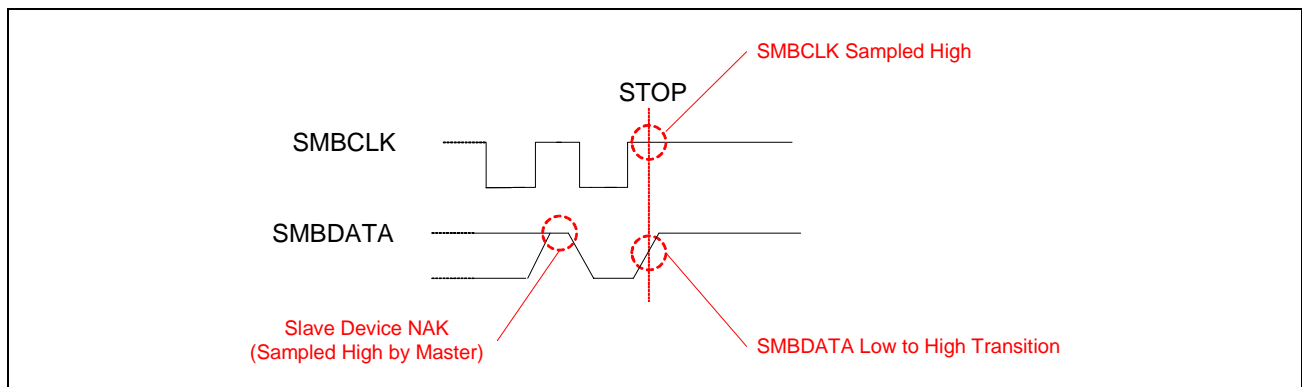 SMBCLK Sampled High
STOP
SMBCLK
SMBDATA
Slave Device NAK
(Sampled High by Master)
SMBDATA Low to High Transition